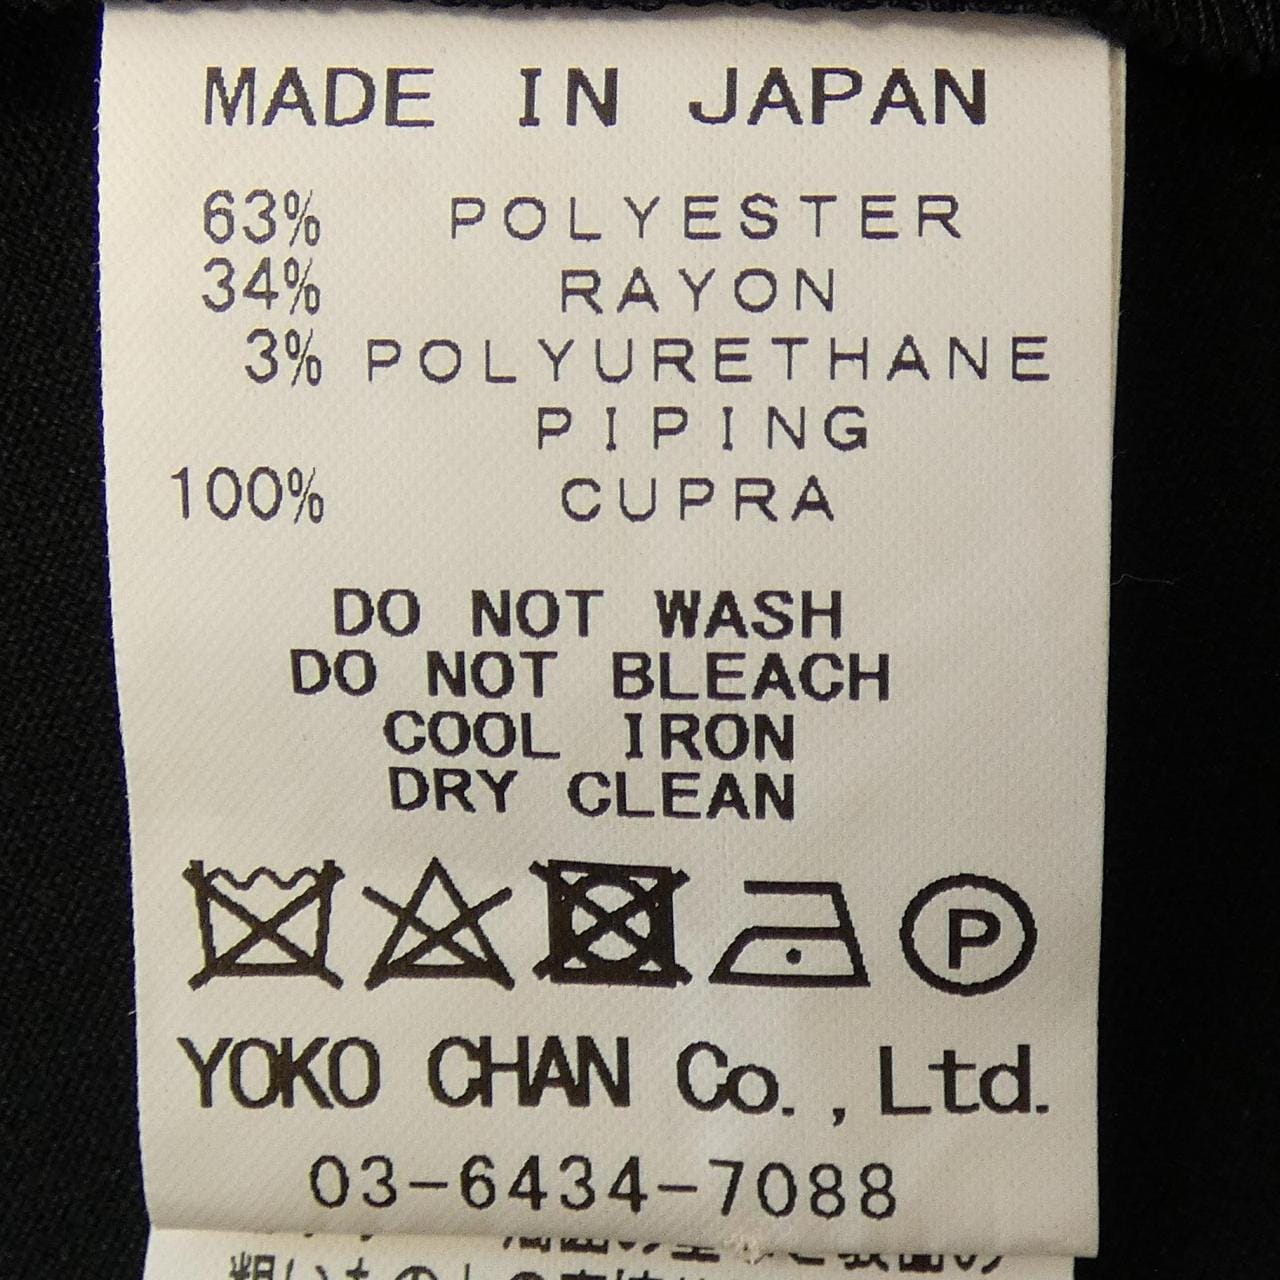 MADE IN JAPAN
63% POLYESTER
34% RAYON
3% POLYURETHANE
PIPING
100% CUPRA
DO NOT WASH
DO NOT BLEACH
COOL IRON
DRY CLEAN
P
YOKO CHAN Co., Ltd.
03-6434-7088